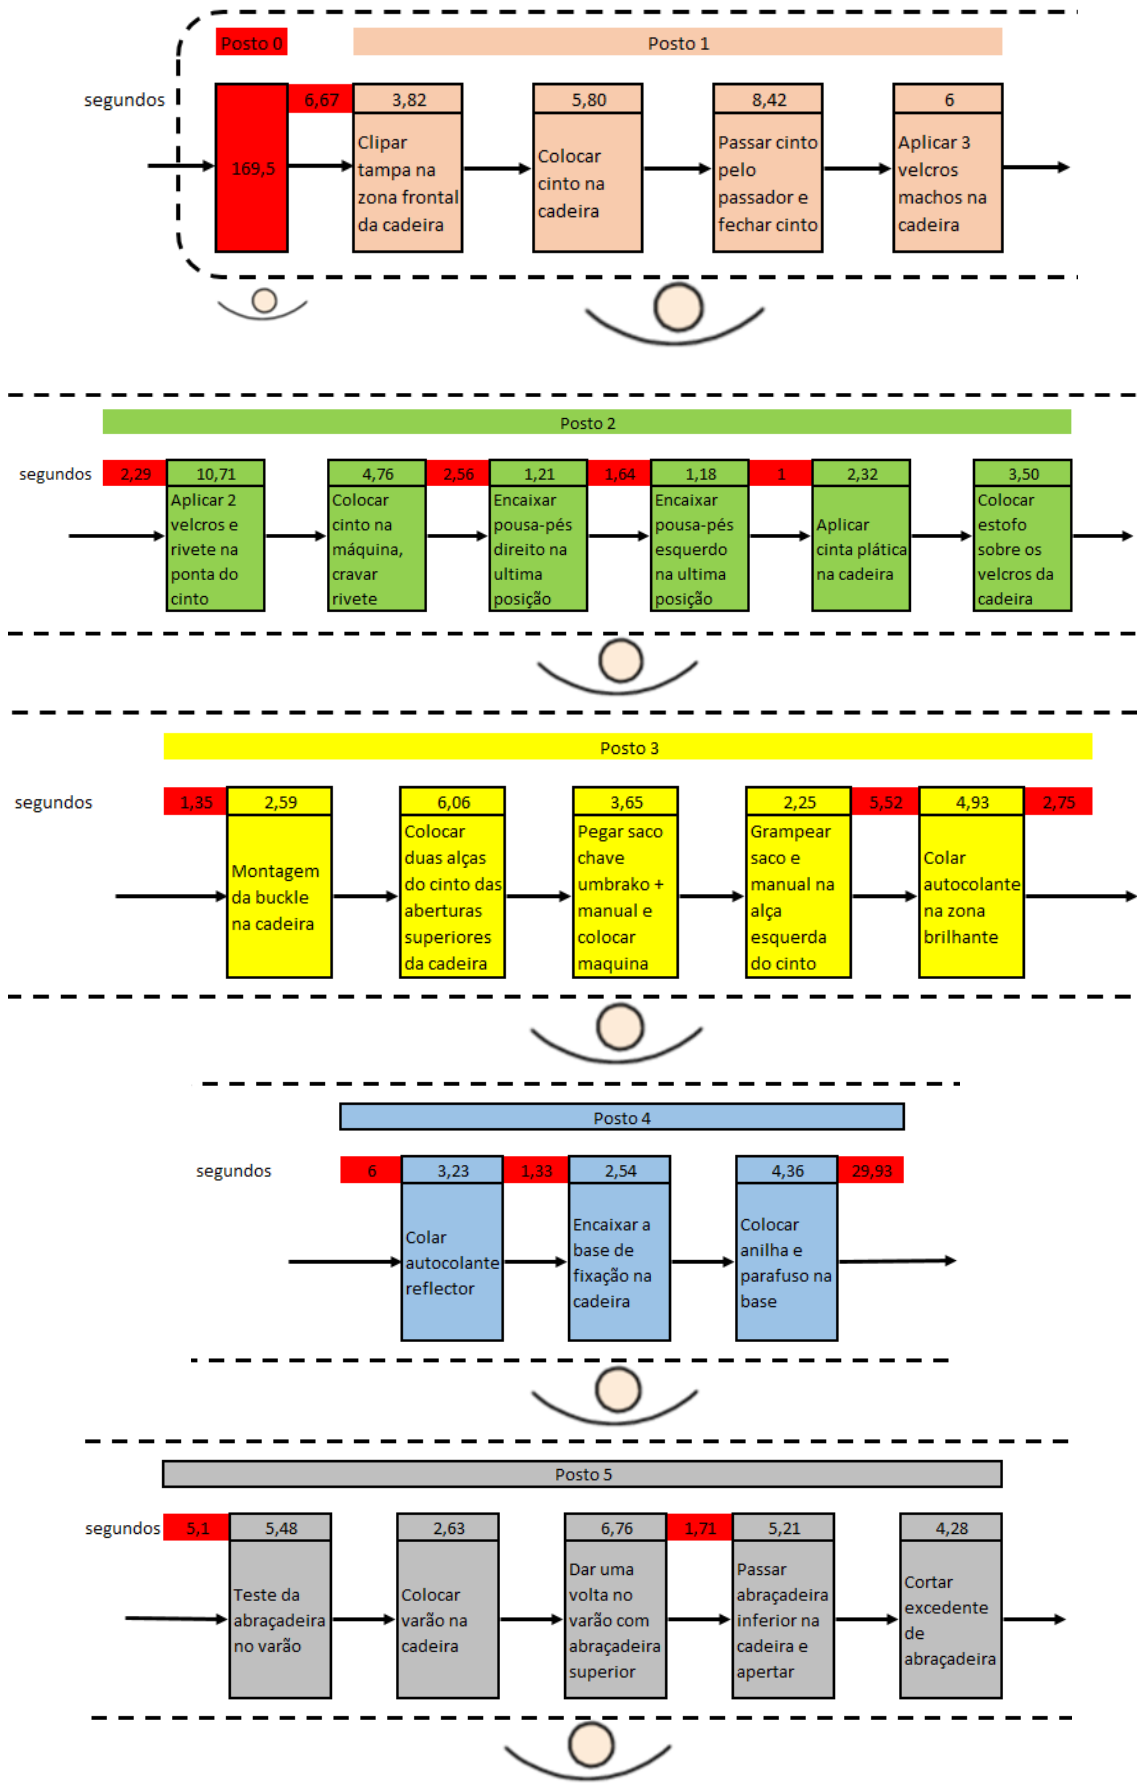 Posto 0
Posto 1
segundos
6,67
3,82
5,80
8,42
6
169,5
Clipar
tampa na
zona frontal
da cadeira
Colocar
cinto na
cadeira
Passar cinto
pelo
passador e
fechar cinto
Aplicar 3
velcros
machos na
cadeira
Posto 2
segundos
2,29
10,71
4,76
2,56
1,21
1,64
1,18
1
2,32
3,50
Aplicar 2
velcros e
rivete na
ponta do
cinto
Colocar
cinto na
máquina,
cravar
rivete
Encaixar
pousa-pés
direito na
ultima
posição
Encaixar
pousa-pés
esquerdo
na ultima
posição
Aplicar
cinta plática
na cadeira
Colocar
estofo
sobre os
velcros da
cadeira
Posto 3
segundos
1,35
2,59
6,06
3,65
2,25
5,52
4,93
2,75
Montagem
da buckle
na cadeira
Colocar
duas alças
do cinto das
aberturas
superiores
da cadeira
Pegar saco
chave
umbrako +
manual e
colocar
maquina
Grampear
saco e
manual na
alça
esquerda
do cinto
Colar
autocolante
na zona
brilhante
Posto 4
segundos
6
3,23
1,33
2,54
4,36
29,93
Colar
autocolante
reflector
Encaixar a
base de
fixação na
cadeira
Colocar
anilha e
parafuso na
base
Posto 5
segundos
5,1
5,48
2,63
6,76
1,71
5,21
4,28
Teste da
abraçadeira
no varão
Colocar
varão na
cadeira
Dar uma
volta no
varão com
abraçadeira
superior
Passar
abraçadeira
inferior na
cadeira e
apertar
Cortar
excedente
de
abraçadeira